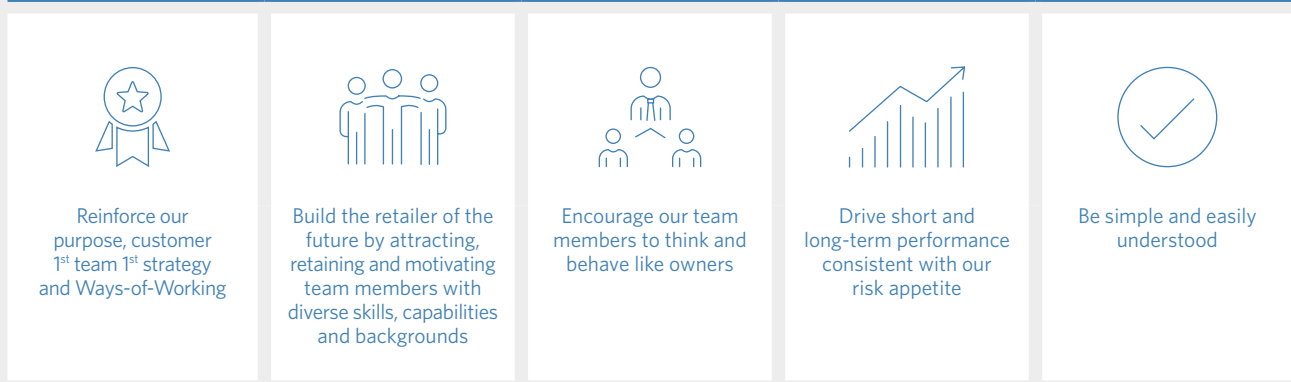 Reinforce our
purpose, customer
1st team 1st strategy
and Ways-of-Working
Build the retailer of the
future by attracting,
retaining and motivating
team members with
diverse skills, capabilities
and backgrounds
Encourage our team
members to think and
behave like owners
Drive short and
long-term performance
consistent with our
risk appetite
Be simple and easily
understood